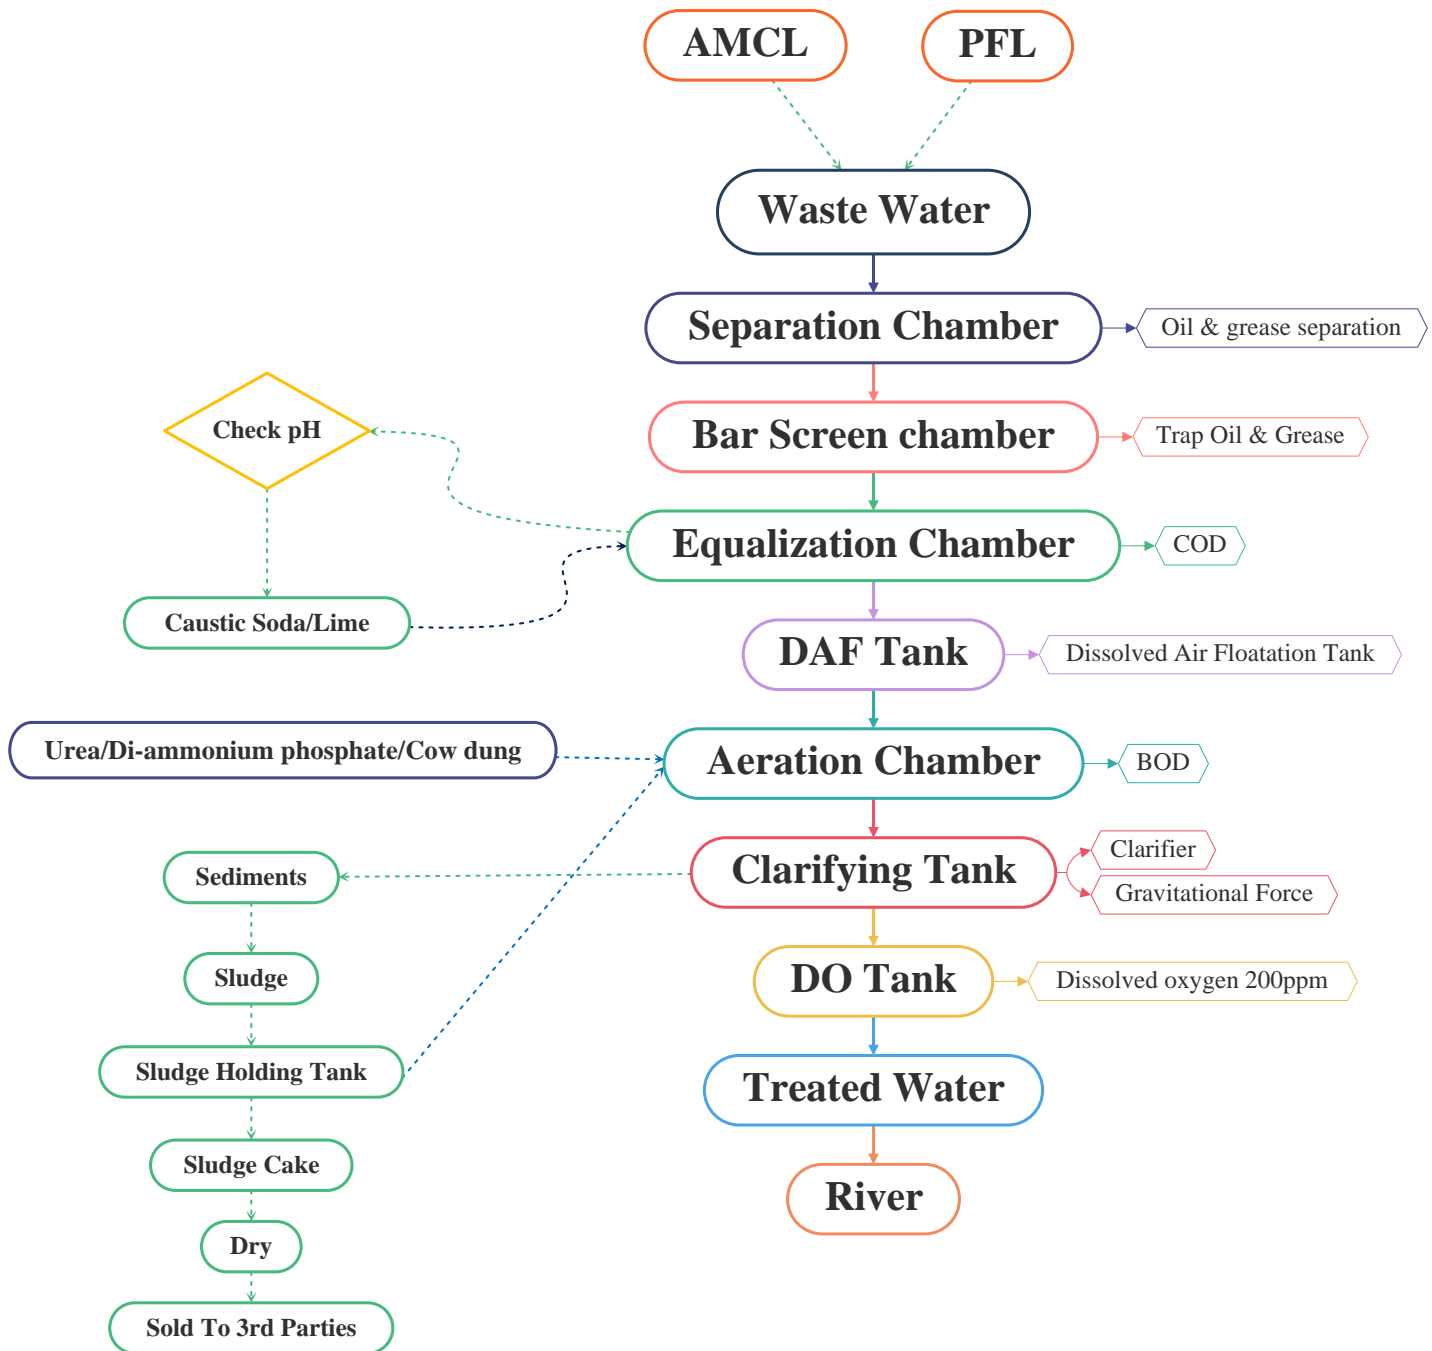 AMCL
PFL
Waste Water
Separation Chamber
Oil & grease separation
Check pH
Bar Screen chamber
Trap Oil & Grease
Equalization Chamber
COD
Caustic Soda/Lime
DAF Tank
Dissolved Air Floatation Tank
Urea/Di-ammonium phosphate/Cow dung
Aeration Chamber
BOD
Clarifying Tank
Clarifier
Gravitational Force
Sediments
Sludge
DO Tank
Dissolved oxygen 200ppm
Sludge Holding Tank
Treated Water
Sludge Cake
River
Dry
Sold To 3rd Parties